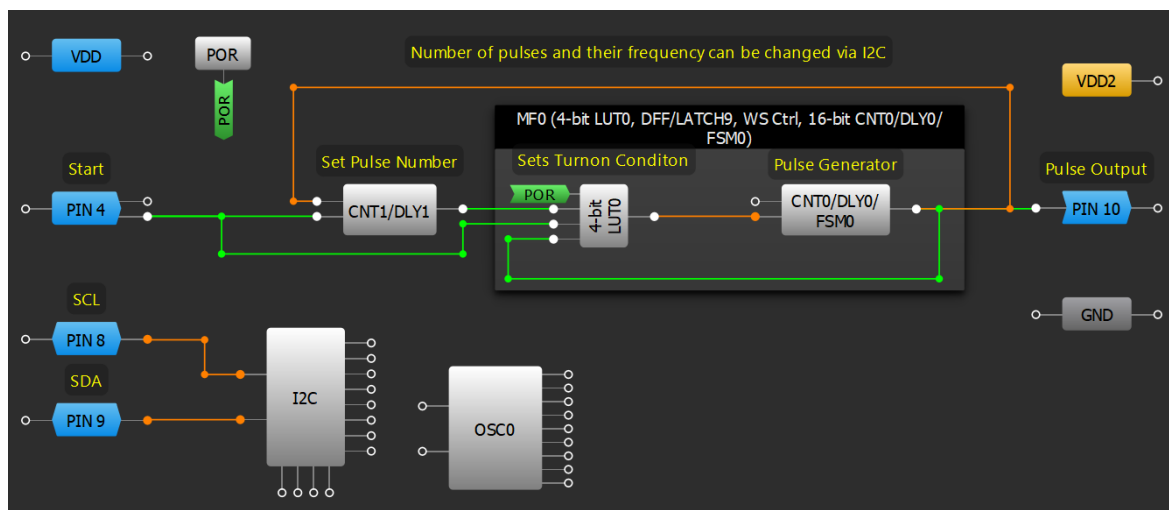 VDD
POR
Number of pulses and their frequency can be changed via I2C
VDD2
POR
MF0 (4-bit LUT0, DFF/LATCH9, WS Ctrl, 16-bit CNT0/DLY0/
FSM0)
Start
Set Pulse Number
Sets Turnon Conditon
Pulse Generator
Pulse Output
PIN 4
CNT1/DLY1
POR
4-bit
LUT0
CNT0/DLY0/
FSM0
PIN 10
SCL
PIN 8
GND
SDA
PIN 9
I2C
OSC0